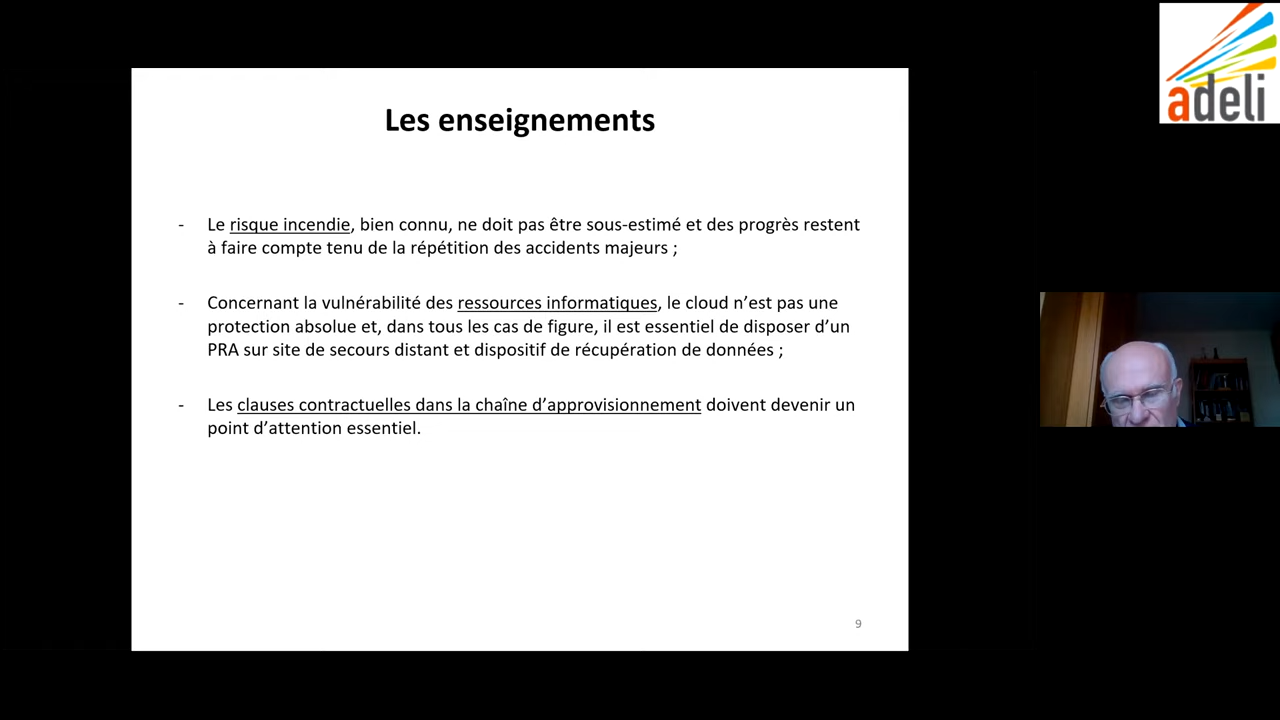 adeli
Les enseignements
- Le risque incendie, bien connu, ne doit pas être sous-estimé et des progrès restent
à faire compte tenu de la répétition des accidents majeurs ;
- Concernant la vulnérabilité des ressources informatiques, le cloud n’est pas une
protection absolue et, dans tous les cas de figure, il est essentiel de disposer d’un
PRA sur site de secours distant et dispositif de récupération de données ;
- Les clauses contractuelles dans la chaîne d’approvisionnement doivent devenir un
point d’attention essentiel.
9